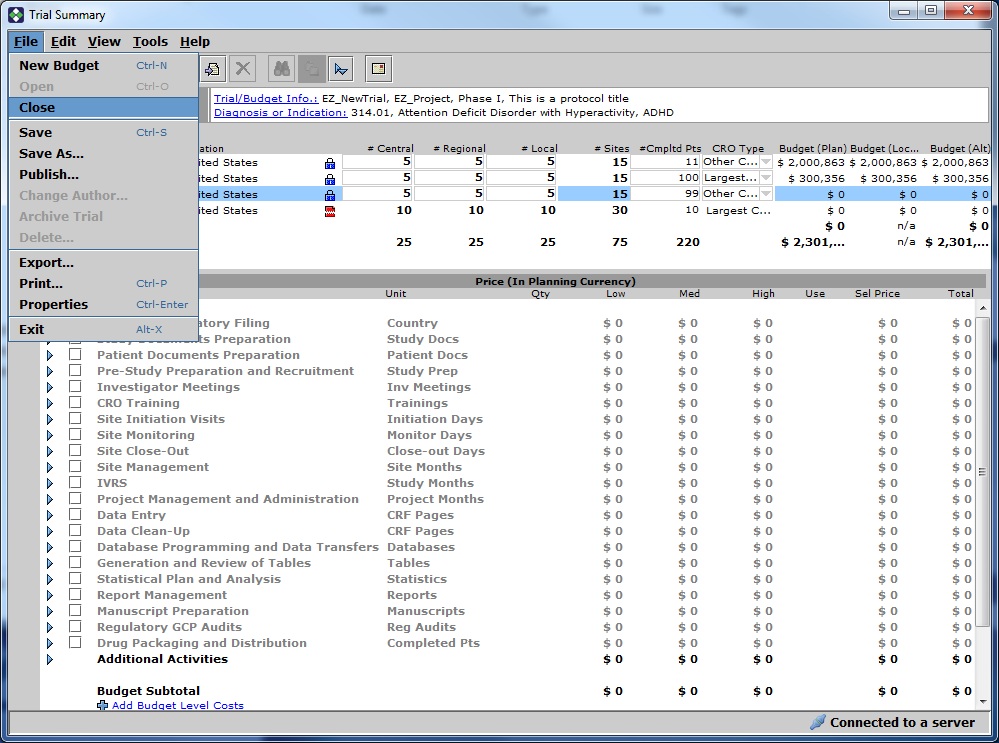 Trial Summary
File Edit View Tools Help
New Budget Ctrl-N
Open Ctrl-O
Close
Save Ctrl-S
Save As...
Publish...
Change Author...
Archive Trial
Delete...
Export...
Print... Ctrl-P
Properties Ctrl-Enter
Exit Alt-X
Trial/Budget Info.: EZ_NewTrial, EZ_Project, Phase I, This is a protocol title
Diagnosis or Indication: 314.01, Attention Deficit Disorder with Hyperactivity, ADHD
ation # Central # Regional # Local # Sites #Cmpltd Pts CRO Type Budget (Plan) Budget (Loc... Budget (Alt)
ited States 5 5 5 15 11 Other C... $ 2,000,863 $ 2,000,863 $ 2,000,863
ited States 5 5 5 15 100 Largest... $ 300,356 $ 300,356 $ 300,356
ited States 5 5 5 15 99 Other C... $ 0 $ 0 $ 0
ited States 10 10 10 30 10 Largest C... $ 0 $ 0 $ 0
$ 0 n/a $ 0
25 25 25 75 220 $ 2,301,... n/a $ 2,301,...
Price (In Planning Currency)
Unit Qty Low Med High Use Sel Price Total
atory Filing Country $ 0 $ 0 $ 0 $ 0 $ 0
Study Documents Preparation Study Docs $ 0 $ 0 $ 0 $ 0 $ 0
Patient Documents Preparation Patient Docs $ 0 $ 0 $ 0 $ 0 $ 0
Pre-Study Preparation and Recruitment Study Prep $ 0 $ 0 $ 0 $ 0 $ 0
Investigator Meetings Inv Meetings $ 0 $ 0 $ 0 $ 0 $ 0
CRO Training Trainings $ 0 $ 0 $ 0 $ 0 $ 0
Site Initiation Visits Initiation Days $ 0 $ 0 $ 0 $ 0 $ 0
Site Monitoring Monitor Days $ 0 $ 0 $ 0 $ 0 $ 0
Site Close-Out Close-out Days $ 0 $ 0 $ 0 $ 0 $ 0
Site Management Site Months $ 0 $ 0 $ 0 $ 0 $ 0
IVRS Study Months $ 0 $ 0 $ 0 $ 0 $ 0
Project Management and Administration Project Months $ 0 $ 0 $ 0 $ 0 $ 0
Data Entry CRF Pages $ 0 $ 0 $ 0 $ 0 $ 0
Data Clean-Up CRF Pages $ 0 $ 0 $ 0 $ 0 $ 0
Database Programming and Data Transfers Databases $ 0 $ 0 $ 0 $ 0 $ 0
Generation and Review of Tables Tables $ 0 $ 0 $ 0 $ 0 $ 0
Statistical Plan and Analysis Statistics $ 0 $ 0 $ 0 $ 0 $ 0
Report Management Reports $ 0 $ 0 $ 0 $ 0 $ 0
Manuscript Preparation Manuscripts $ 0 $ 0 $ 0 $ 0 $ 0
Regulatory GCP Audits Reg Audits $ 0 $ 0 $ 0 $ 0 $ 0
Drug Packaging and Distribution Completed Pts $ 0 $ 0 $ 0 $ 0 $ 0
Additional Activities $ 0 $ 0 $ 0 $ 0 $ 0
Budget Subtotal $ 0 $ 0 $ 0 $ 0 $ 0
Add Budget Level Costs
Connected to a server